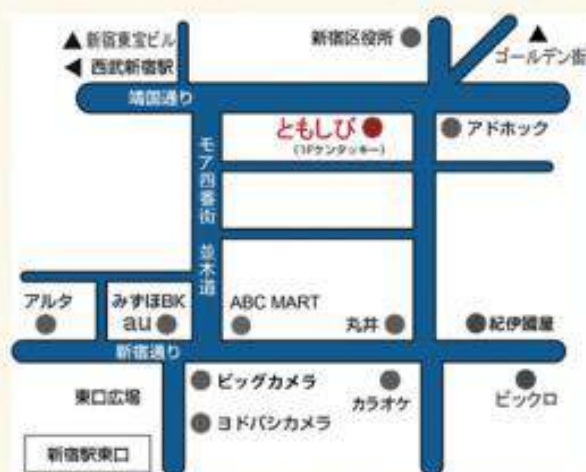 ▲ 新宿東宝ビル
◀ 西武新宿駅
新宿区役所
▲
ゴールデン街
靖国通り
ともしび
(1Fケンタッキー)
アドホック
モア四番街 並木道
アルタ
みずほBK
au
ABC MART
丸井
紀伊國屋
新宿通り
東口広場
ビッグカメラ
ヨドバシカメラ
カラオケ
ビックロ
新宿駅東口